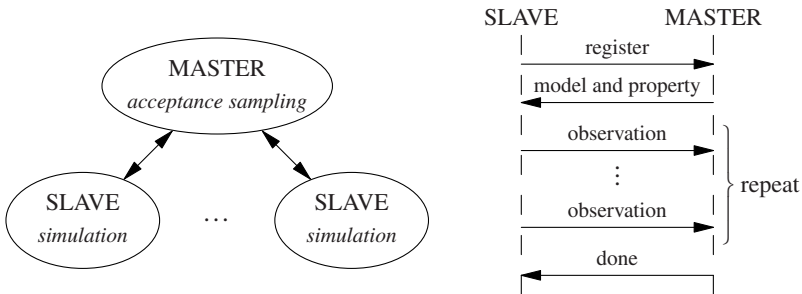 MASTER
acceptance sampling
SLAVE
simulation
...
SLAVE
simulation
SLAVE MASTER
register
model and property
observation
⋮
repeat
observation
done